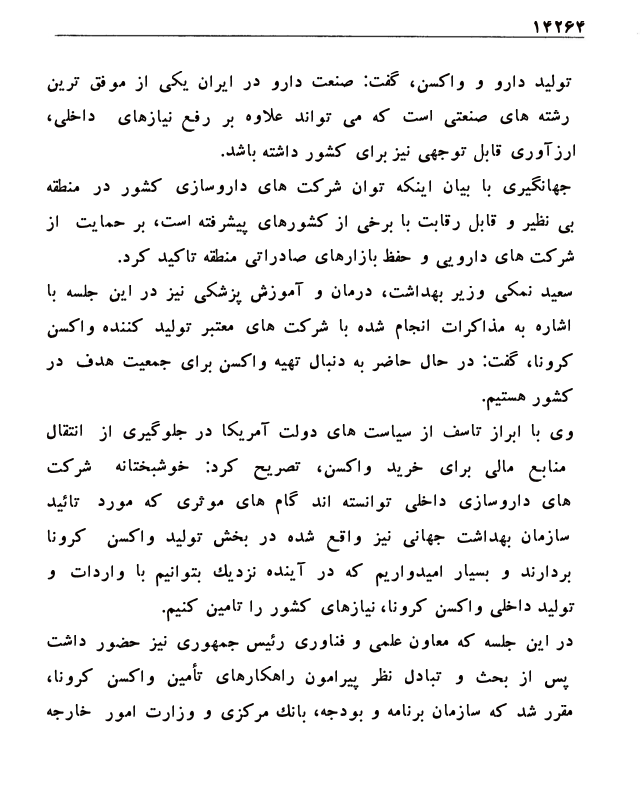 ۱۴۲۶۴
تولید دارو و واکسن، گفت: صنعت دارو در ایران یکی از موفق ترین
رشته های صنعتی است که می تواند علاوه بر رفع نیازهای داخلی،
ارزآوری قابل توجهی نیز برای کشور داشته باشد.
جهانگیری با بیان اینکه توان شرکت های داروسازی کشور در منطقه
بی نظیر و قابل رقابت با برخی از کشورهای پیشرفته است، بر حمایت از
شرکت های دارویی و حفظ بازارهای صادراتی منطقه تاکید کرد.
سعید نمکی وزیر بهداشت، درمان و آموزش پزشکی نیز در این جلسه با
اشاره به مذاکرات انجام شده با شرکت های معتبر تولید کننده واکسن
کرونا، گفت: در حال حاضر به دنبال تهیه واکسن برای جمعیت هدف در
کشور هستیم.
وی با ابراز تاسف از سیاست های دولت آمریکا در جلوگیری از انتقال
منابع مالی برای خرید واکسن، تصریح کرد: خوشبختانه شرکت
های داروسازی داخلی توانسته اند گام های موثری که مورد تائید
سازمان بهداشت جهانی نیز واقع شده در بخش تولید واکسن کرونا
بردارند و بسیار امیدواریم که در آینده نزدیك بتوانیم با واردات و
تولید داخلی واکسن کرونا، نیازهای کشور را تامین کنیم.
در این جلسه که معاون علمی و فناوری رئیس جمهوری نیز حضور داشت
پس از بحث و تبادل نظر پیرامون راهکارهای تأمین واکسن کرونا،
مقرر شد که سازمان برنامه و بودجه، بانك مرکزی و وزارت امور خارجه